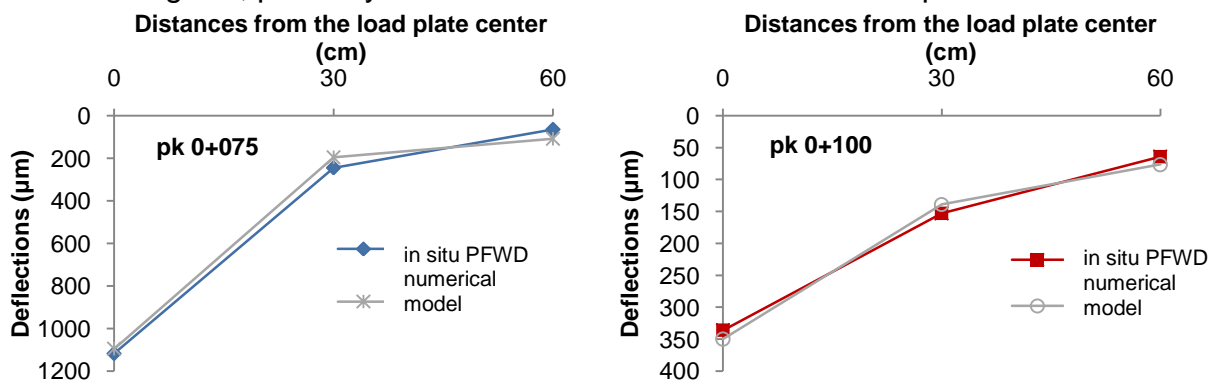 Distances from the load plate center
(cm)
0 30 60
0
200
400
600
800
1000
1200
Deflections (µm)
pk 0+075
in situ PFWD
numerical
model
Distances from the load plate center
(cm)
0 30 60
0
50
100
150
200
250
300
350
400
Deflections (µm)
pk 0+100
in situ PFWD
numerical
model